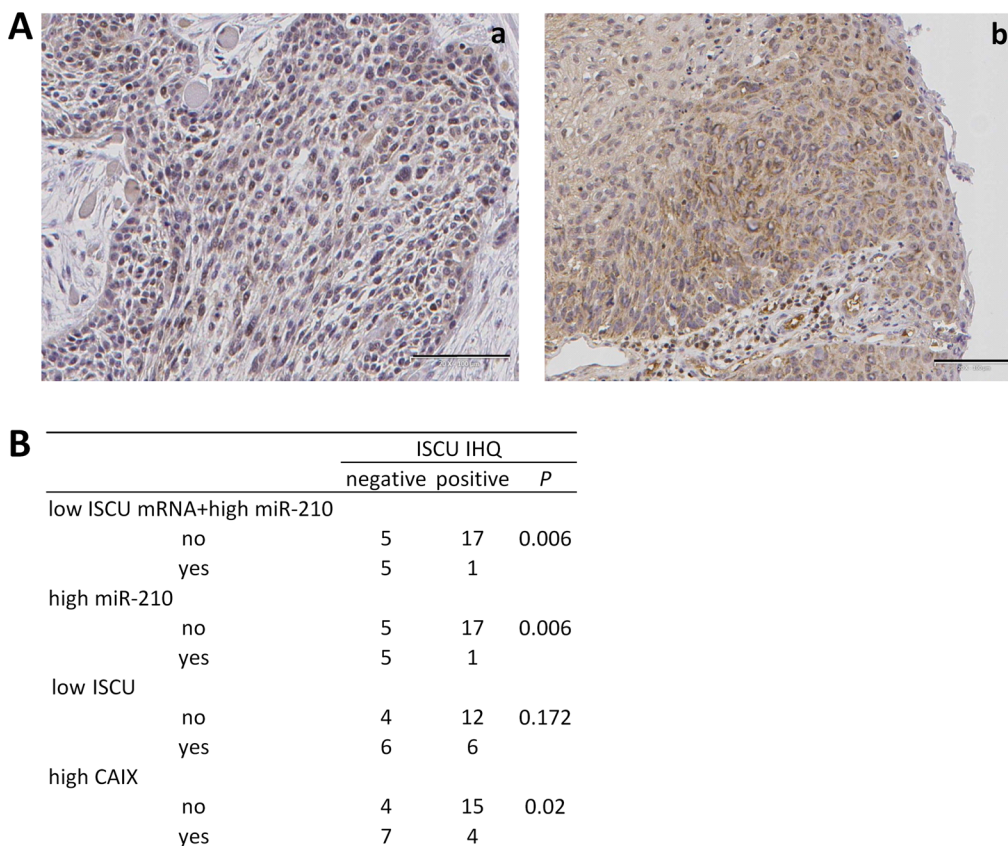 A
a
b
B
ISCU IHQ
negative positive P
low ISCU mRNA+high miR-210
no 5 17 0.006
yes 5 1
high miR-210
no 5 17 0.006
yes 5 1
low ISCU
no 4 12 0.172
yes 6 6
high CAIX
no 4 15 0.02
yes 7 4